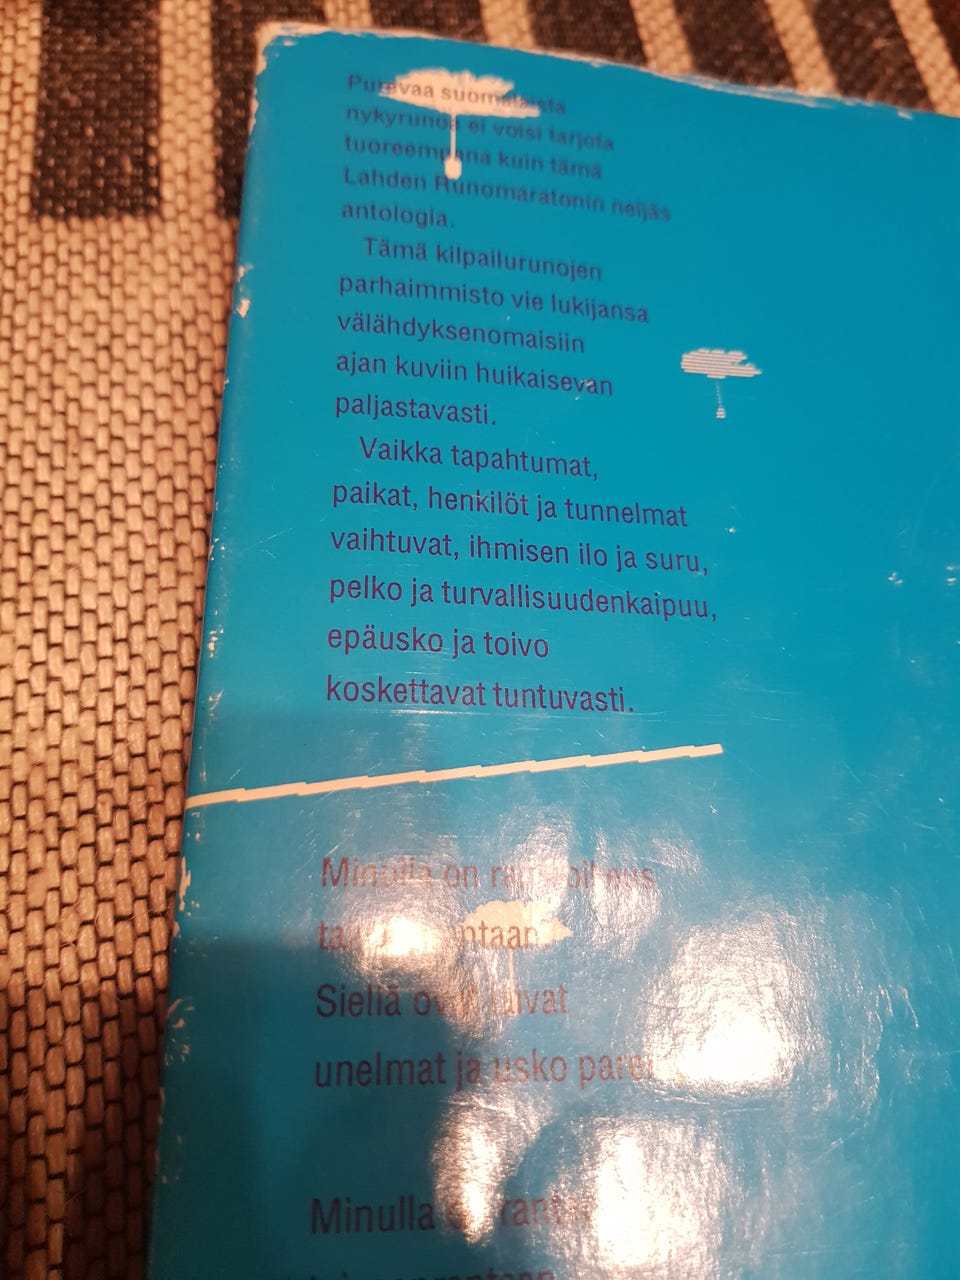 Purevaa suomalaista
nykyrunoa ei voisi tarjota
tuoreempana kuin tämä
Lahden Runomaratonin neljäs
antologia.
Tämä kilpailurunojen
parhaimmisto vie lukijansa
välähdyksenomaisiin
ajan kuviin huikaisevan
paljastavasti.
Vaikka tapahtumat,
paikat, henkilöt ja tunnelmat
vaihtuvat, ihmisen ilo ja suru,
pelko ja turvallisuudenkaipuu,
epäusko ja toivo
koskettavat tuntuvasti.
Minulla on
Siellä ovat
unelmat ja usko
Minulla